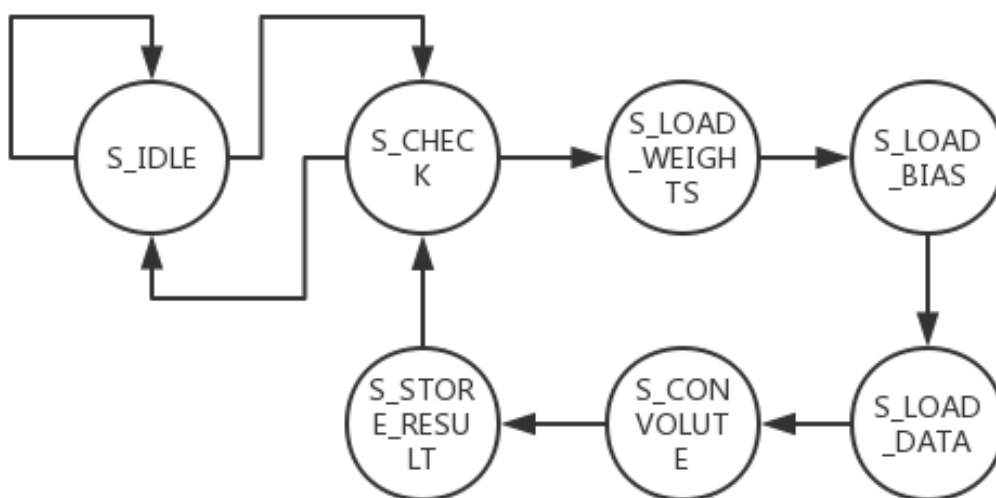 S_IDLE
S_CHEC
K
S_LOAD
_WEIGH
TS
S_LOAD
_BIAS
S_STOR
E_RESU
LT
S_CON
VOLUT
E
S_LOAD
_DATA